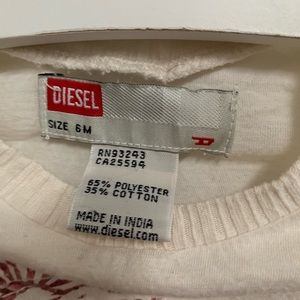 DIESEL
SIZE 6M
RN93243
CA25594
65% POLYESTER
35% COTTON
MADE IN INDIA
www.diesel.com